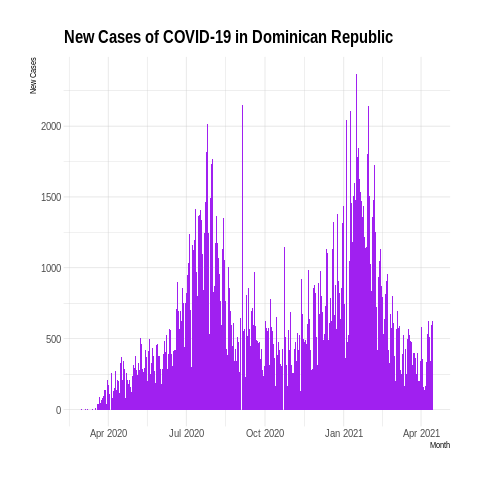 New Cases of COVID-19 in Dominican Republic
New Cases
2000
1500
1000
500
0
Apr 2020 Jul 2020 Oct 2020 Jan 2021 Apr 2021
Month